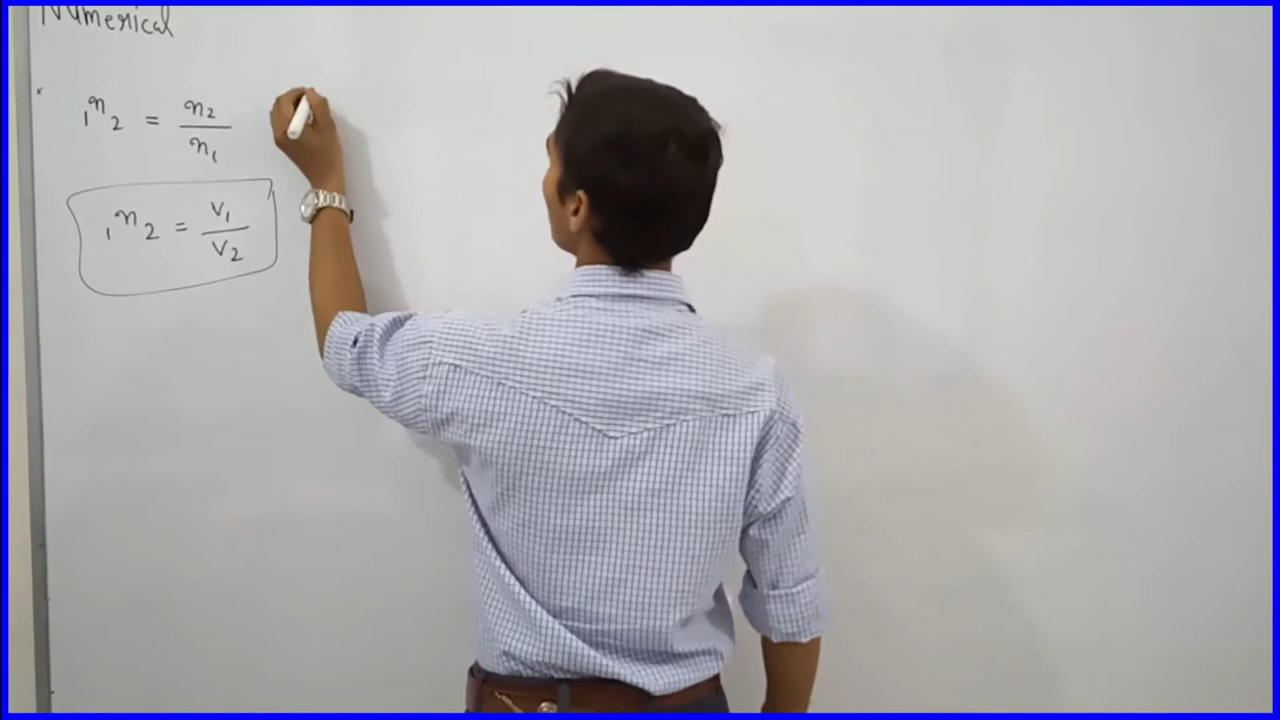 Numerical
₁n₂ = n₂/n₁
₁n₂ = v₁/v₂